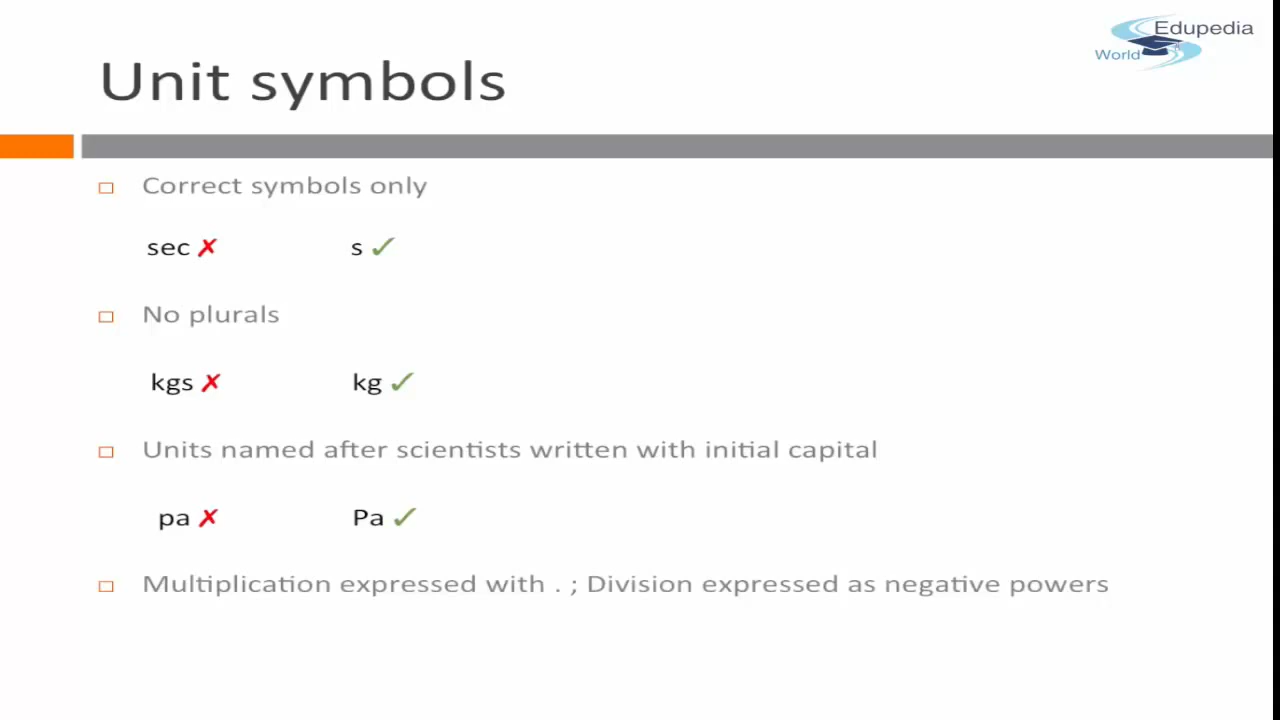 Edupedia
World
Unit symbols
Correct symbols only
sec ✗ s ✓
No plurals
kgs ✗ kg ✓
Units named after scientists written with initial capital
pa ✗ Pa ✓
Multiplication expressed with . ; Division expressed as negative powers